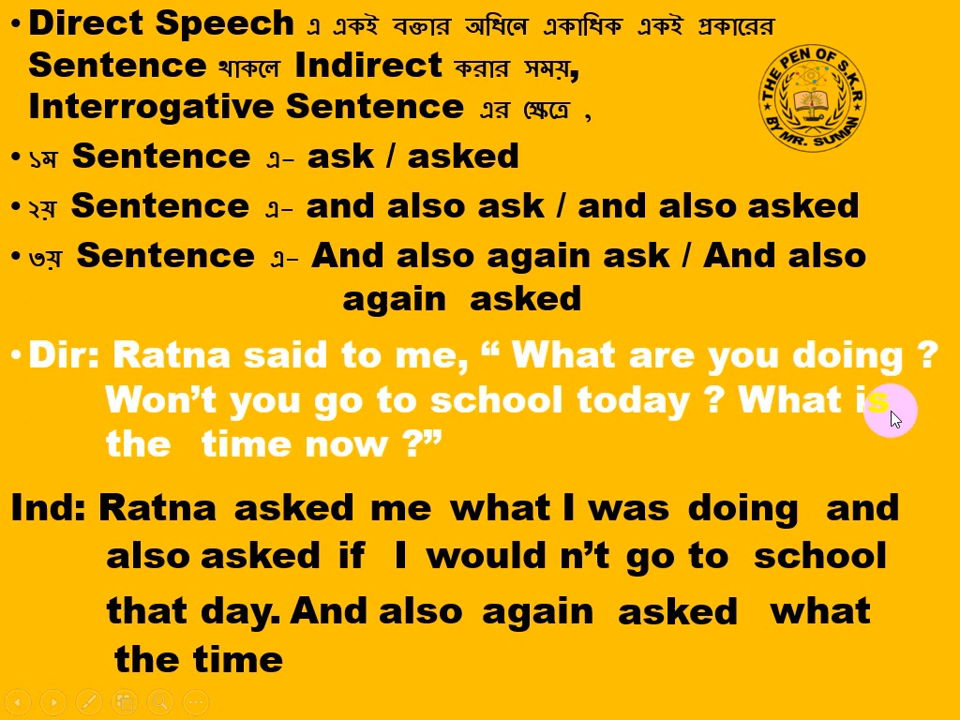 • Direct Speech এ একই বক্তার অধিনে একাধিক একই প্রকারের
Sentence থাকলে Indirect করার সময়,
Interrogative Sentence এর ক্ষেত্রে ,
• ১ম Sentence এ– ask / asked
• ২য় Sentence এ– and also ask / and also asked
• ৩য় Sentence এ– And also again ask / And also
again asked
• Dir: Ratna said to me, “ What are you doing ?
Won’t you go to school today ? What is
the time now ?”
Ind: Ratna asked me what I was doing and
also asked if I would n’t go to school
that day. And also again asked what
the time
THE PEN OF S.K.R
BY MR. SUMAN